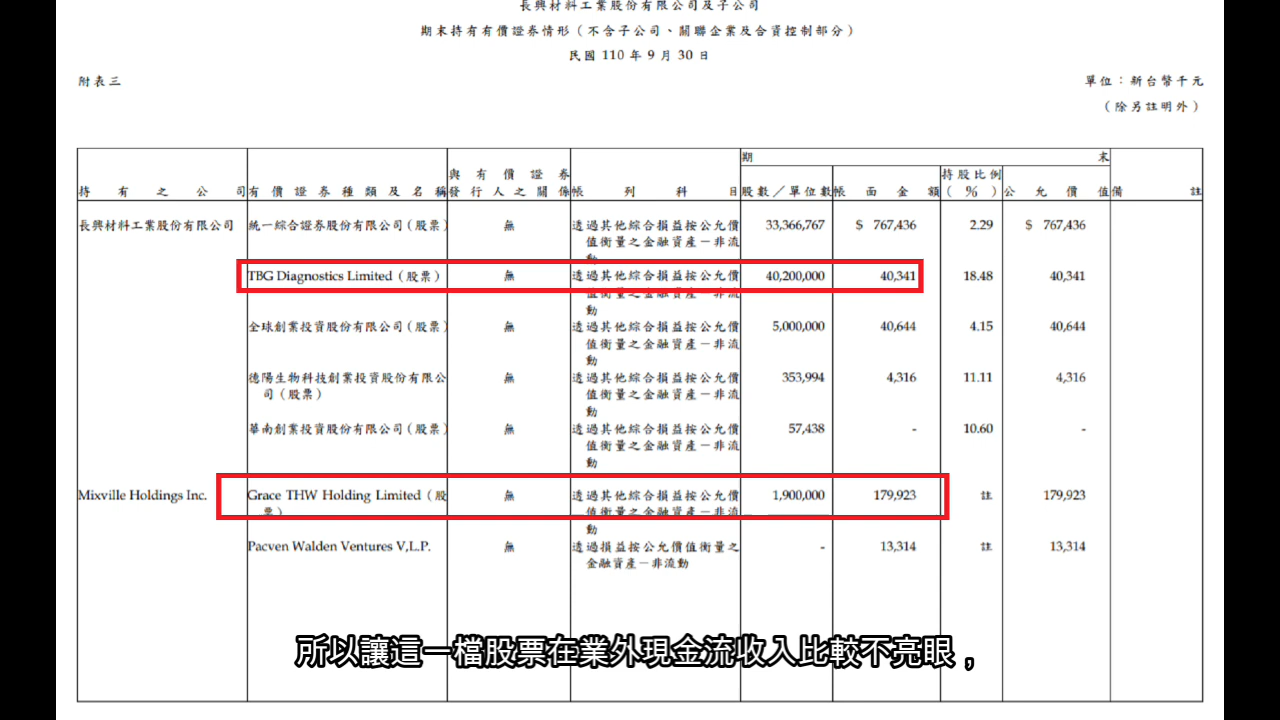 長興材料工業股份有限公司及子公司
期末持有有價證券情形（不含子公司、關聯企業及合資控制部分）
民國 110 年 9 月 30 日
附表三
單位：新台幣千元
（除另註明外）
持有之公司 有價證券種類及名稱 與有價證券發行人之關係 帳列科目 期末 備註
股數／單位數 帳面金額 持股比例（％） 公允價值
長興材料工業股份有限公司 統一綜合證券股份有限公司（股票） 無 透過其他綜合損益按公允價 33,366,767 $ 767,436 2.29 $ 767,436
值衡量之金融資產－非流
動
TBG Diagnostics Limited（股票） 無 透過其他綜合損益按公允價 40,200,000 40,341 18.48 40,341
值衡量之金融資產－非流
動
全球創業投資股份有限公司（股票） 無 透過其他綜合損益按公允價 5,000,000 40,644 4.15 40,644
值衡量之金融資產－非流
動
德陽生物科技創業投資股份有限公 無 透過其他綜合損益按公允價 353,994 4,316 11.11 4,316
司（股票） 值衡量之金融資產－非流
動
華南創業投資股份有限公司（股票） 無 透過其他綜合損益按公允價 57,438 - 10.60 -
值衡量之金融資產－非流
動
Mixville Holdings Inc. Grace THW Holding Limited（股 無 透過其他綜合損益按公允價 1,900,000 179,923 註 179,923
票） 值衡量之金融資產－非流
動
Pacven Walden Ventures V,L.P. 無 透過損益按公允價值衡量之 - 13,314 註 13,314
金融資產－非流動
所以讓這一檔股票在業外現金流收入比較不亮眼，